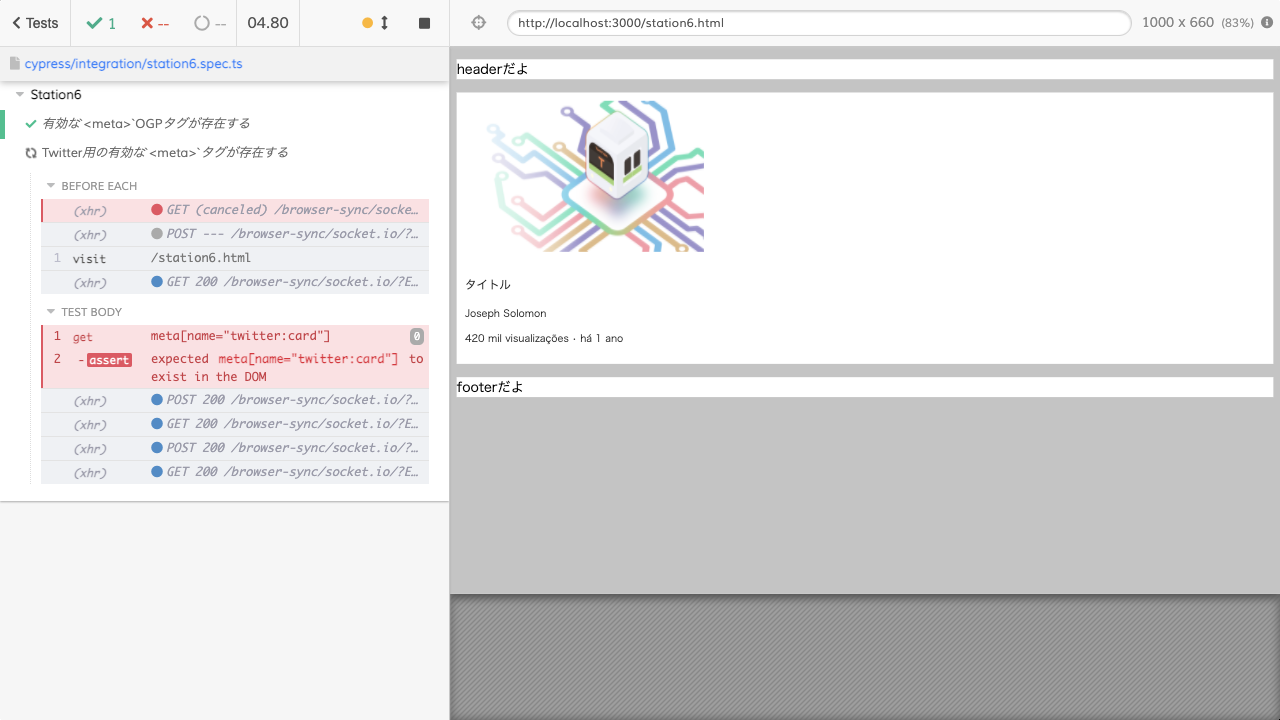 Tests
1
--
--
04.80
cypress/integration/station6.spec.ts
Station6
有効な`<meta>`OGPタグが存在する
Twitter用の有効な`<meta>`タグが存在する
BEFORE EACH
(xhr) GET (canceled) /browser-sync/socke…
(xhr) POST --- /browser-sync/socket.io/?…
1 visit /station6.html
(xhr) GET 200 /browser-sync/socket.io/?E…
TEST BODY
1 get meta[name="twitter:card"] 0
2 -assert expected meta[name="twitter:card"] to
exist in the DOM
(xhr) POST 200 /browser-sync/socket.io/?…
(xhr) GET 200 /browser-sync/socket.io/?E…
(xhr) POST 200 /browser-sync/socket.io/?…
(xhr) GET 200 /browser-sync/socket.io/?E…
http://localhost:3000/station6.html
1000 x 660 (83%)
headerだよ
タイトル
Joseph Solomon
420 mil visualizações · há 1 ano
footerだよ